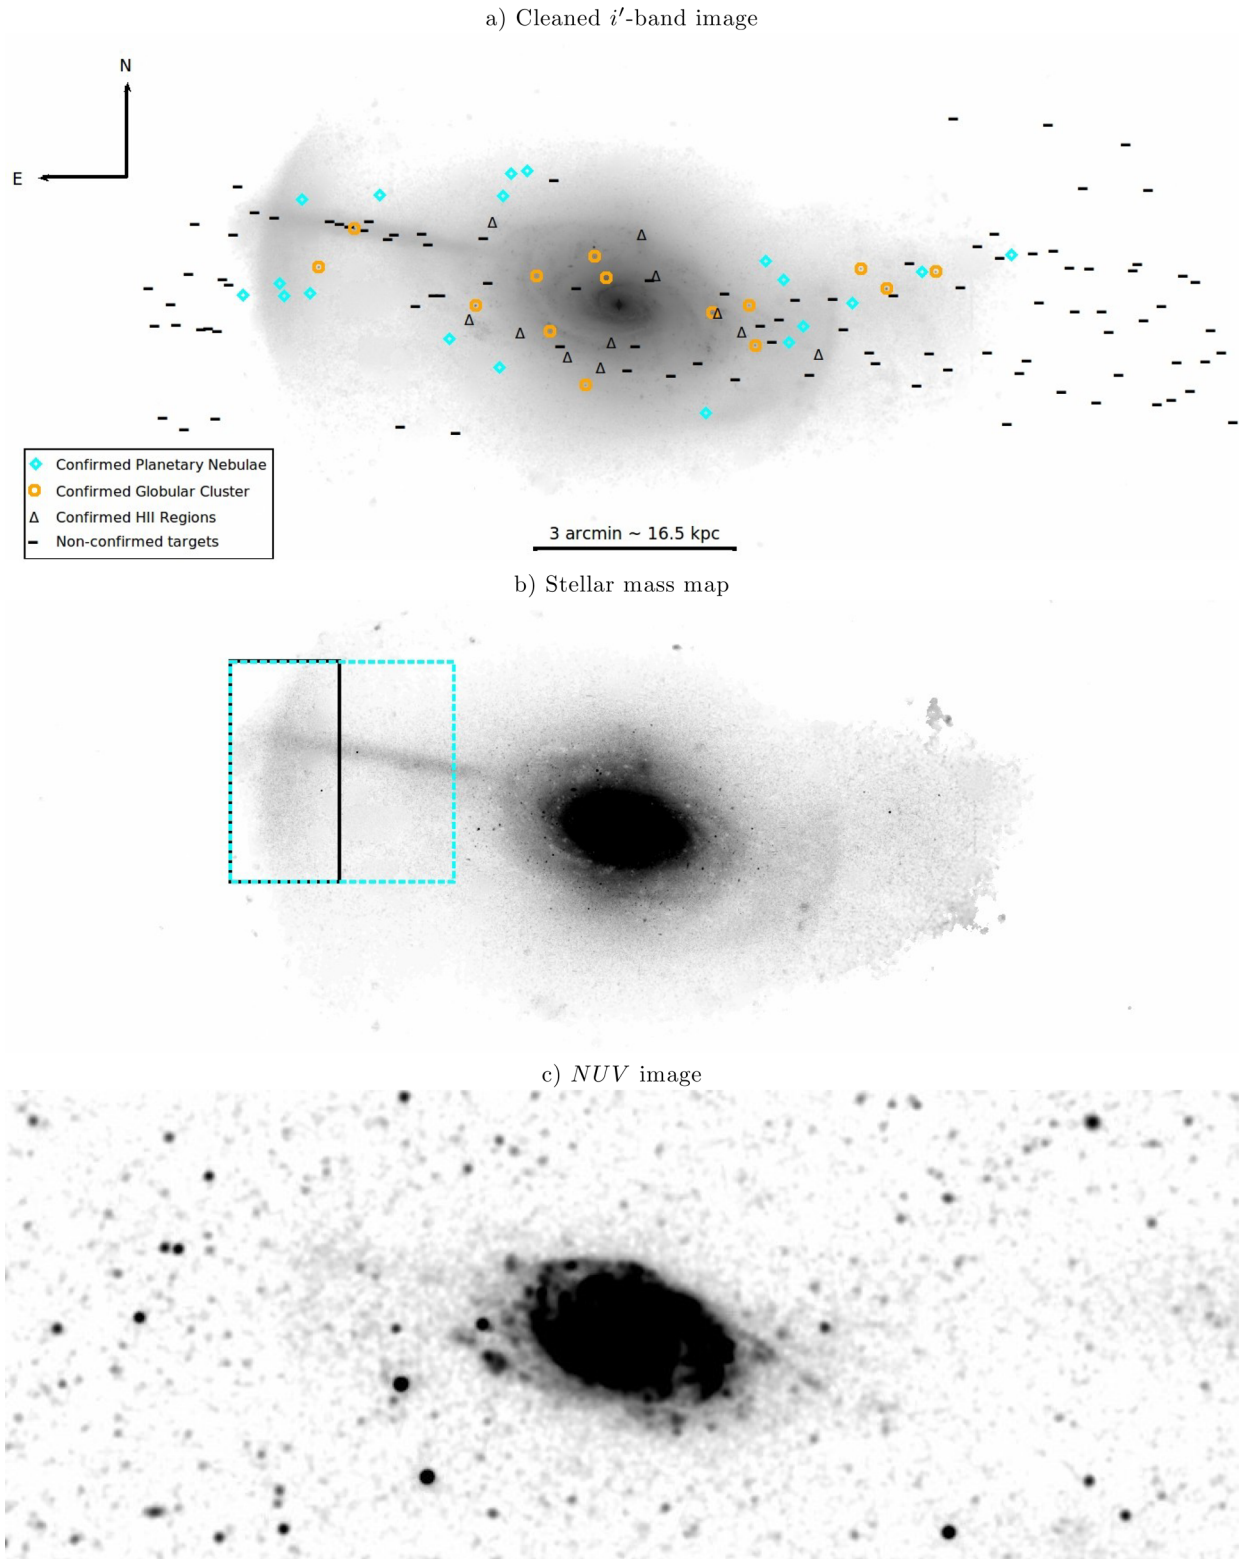 a) Cleaned i′-band image
N
E
Confirmed Planetary Nebulae
Confirmed Globular Cluster
Confirmed HII Regions
Non-confirmed targets
3 arcmin ~ 16.5 kpc
b) Stellar mass map
c) NUV image